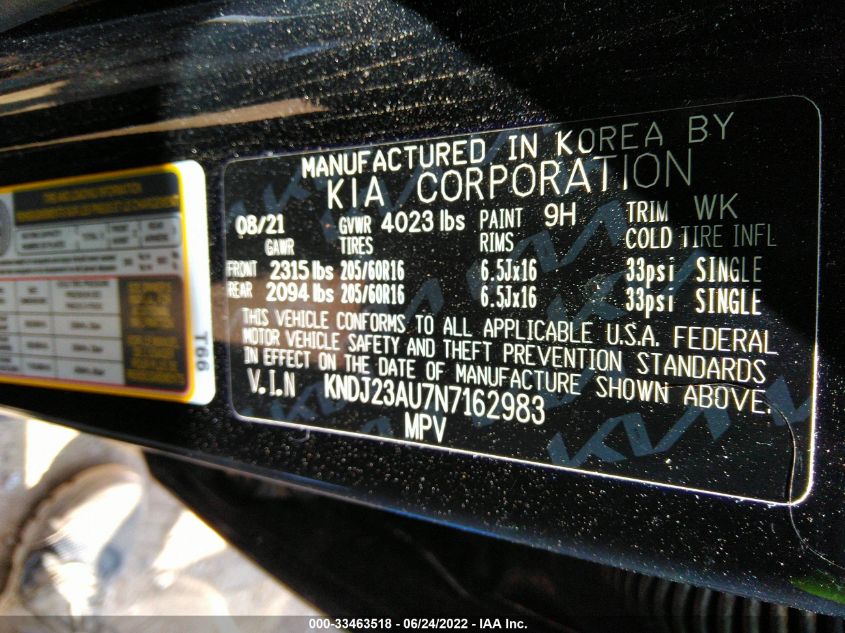 MANUFACTURED IN KOREA BY
KIA CORPORATION
08/21 GVWR 4023 lbs PAINT 9H TRIM WK
GAWR TIRES RIMS COLD TIRE INFL
FRONT 2315 lbs 205/60R16 6.5Jx16 33psi SINGLE
REAR 2094 lbs 205/60R16 6.5Jx16 33psi SINGLE
THIS VEHICLE CONFORMS TO ALL APPLICABLE U.S.A. FEDERAL
MOTOR VEHICLE SAFETY AND THEFT PREVENTION STANDARDS
IN EFFECT ON THE DATE OF MANUFACTURE SHOWN ABOVE.
V.I.N KNDJ23AU7N7162983
MPV
T66
000-33463518 - 06/24/2022 - IAA Inc.